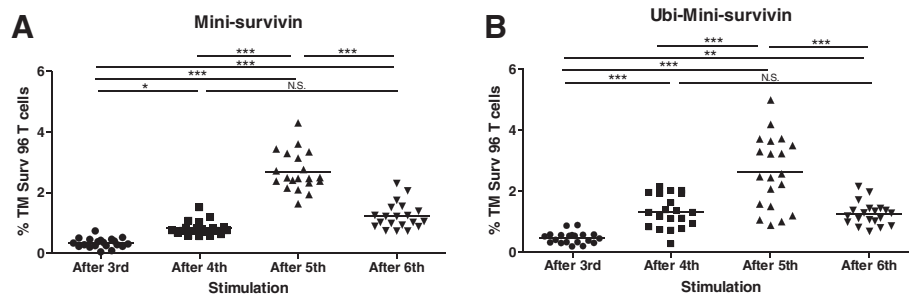 A
Mini-survivin
***
***
***
***
*
N.S.
% TM Surv 96 T cells
6
4
2
0
After 3rd
After 4th
After 5th
After 6th
Stimulation
B
Ubi-Mini-survivin
***
***
**
***
***
N.S.
% TM Surv 96 T cells
6
4
2
0
After 3rd
After 4th
After 5th
After 6th
Stimulation